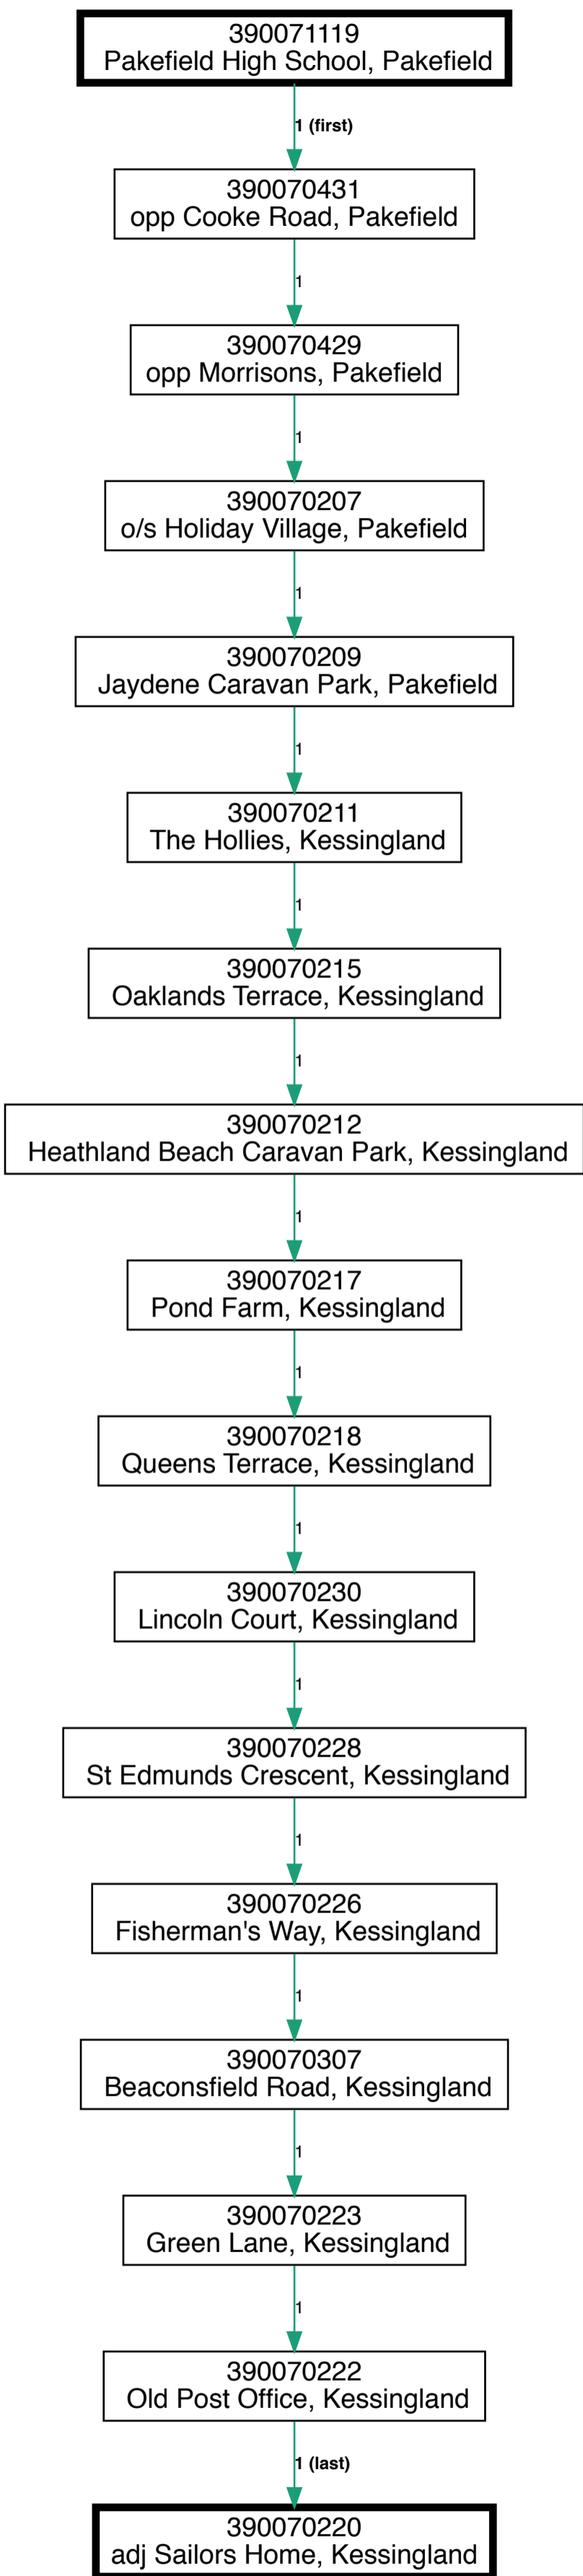 390071119
Pakefield High School, Pakefield
1 (first)
390070431
opp Cooke Road, Pakefield
1
390070429
opp Morrisons, Pakefield
1
390070207
o/s Holiday Village, Pakefield
1
390070209
Jaydene Caravan Park, Pakefield
1
390070211
The Hollies, Kessingland
1
390070215
Oaklands Terrace, Kessingland
1
390070212
Heathland Beach Caravan Park, Kessingland
1
390070217
Pond Farm, Kessingland
1
390070218
Queens Terrace, Kessingland
1
390070230
Lincoln Court, Kessingland
1
390070228
St Edmunds Crescent, Kessingland
1
390070226
Fisherman's Way, Kessingland
1
390070307
Beaconsfield Road, Kessingland
1
390070223
Green Lane, Kessingland
1
390070222
Old Post Office, Kessingland
1 (last)
390070220
adj Sailors Home, Kessingland